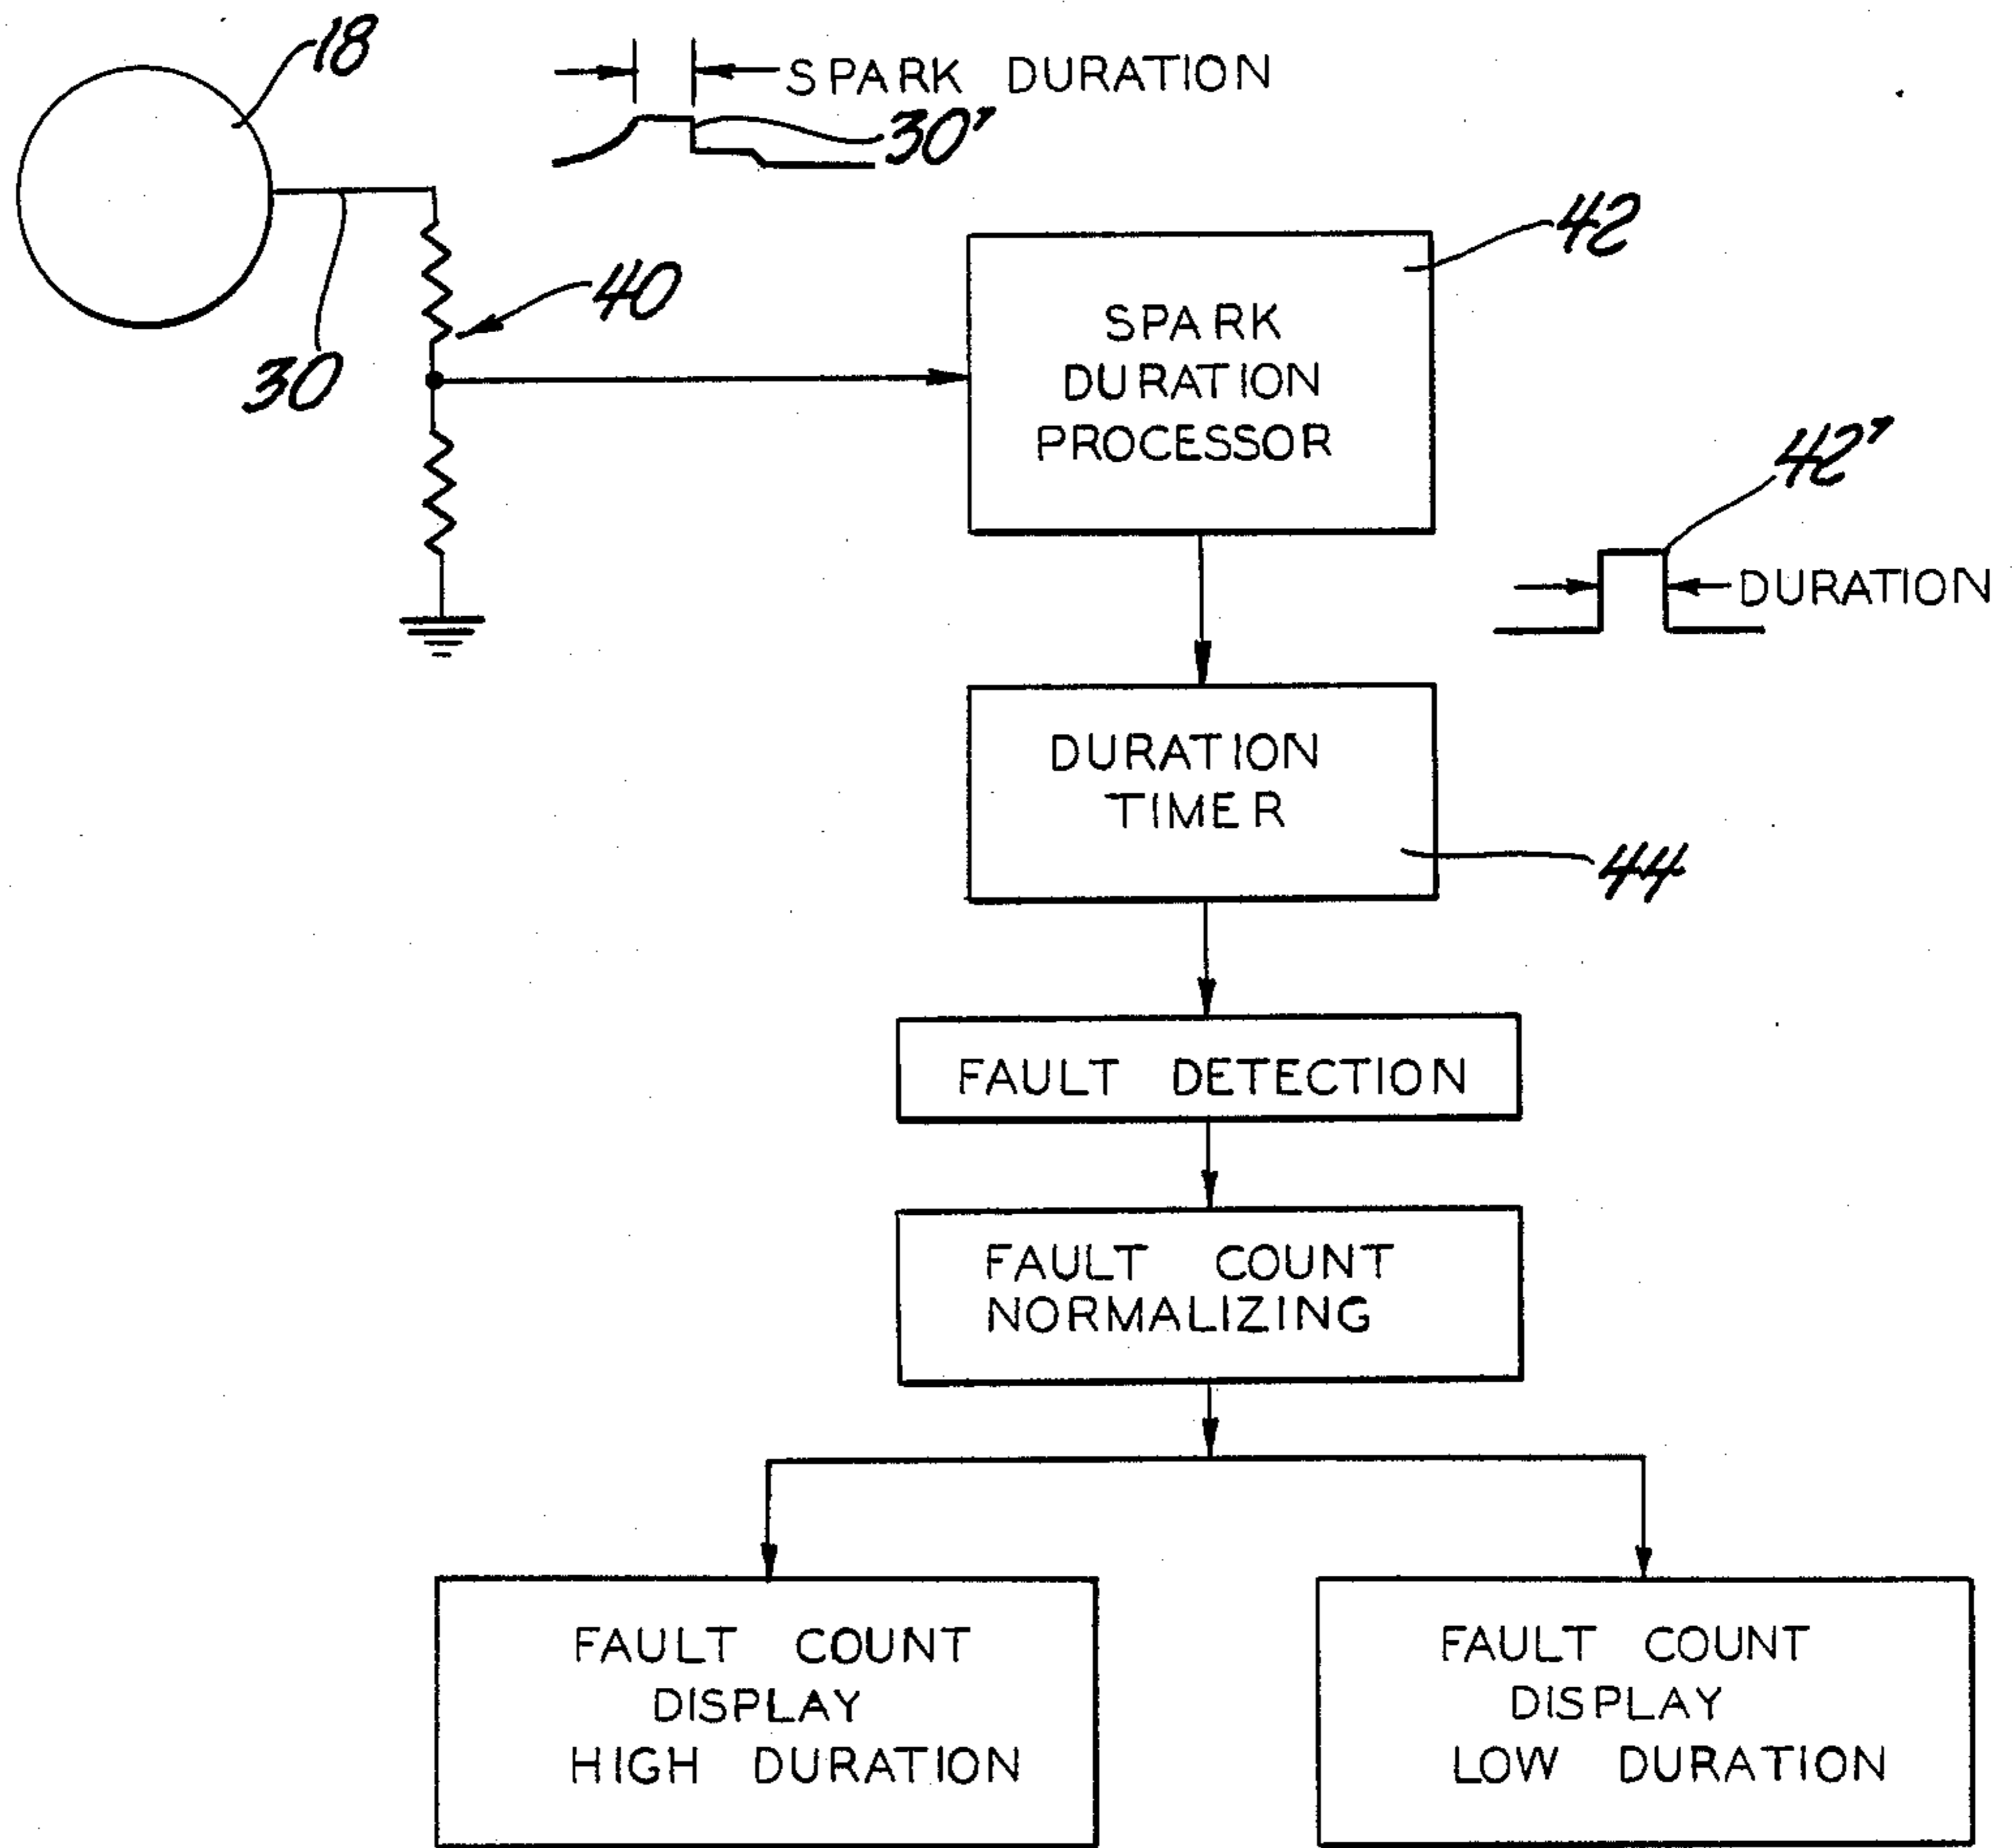 18
SPARK DURATION
30'
42
40
SPARK
DURATION
PROCESSOR
30
42'
DURATION
DURATION
TIMER
44
FAULT DETECTION
FAULT COUNT
NORMALIZING
FAULT COUNT
DISPLAY
HIGH DURATION
FAULT COUNT
DISPLAY
LOW DURATION